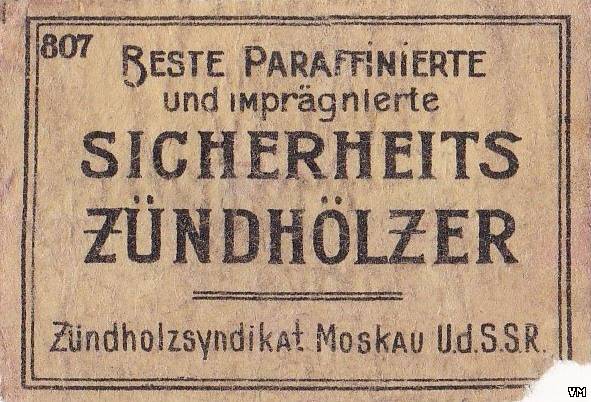 807
BESTE PARAFFINIERTE
und imprägnierte
SICHERHEITS
ZÜNDHÖLZER
Zündholzsyndikat Moskau U.d.S.S.R.
VM